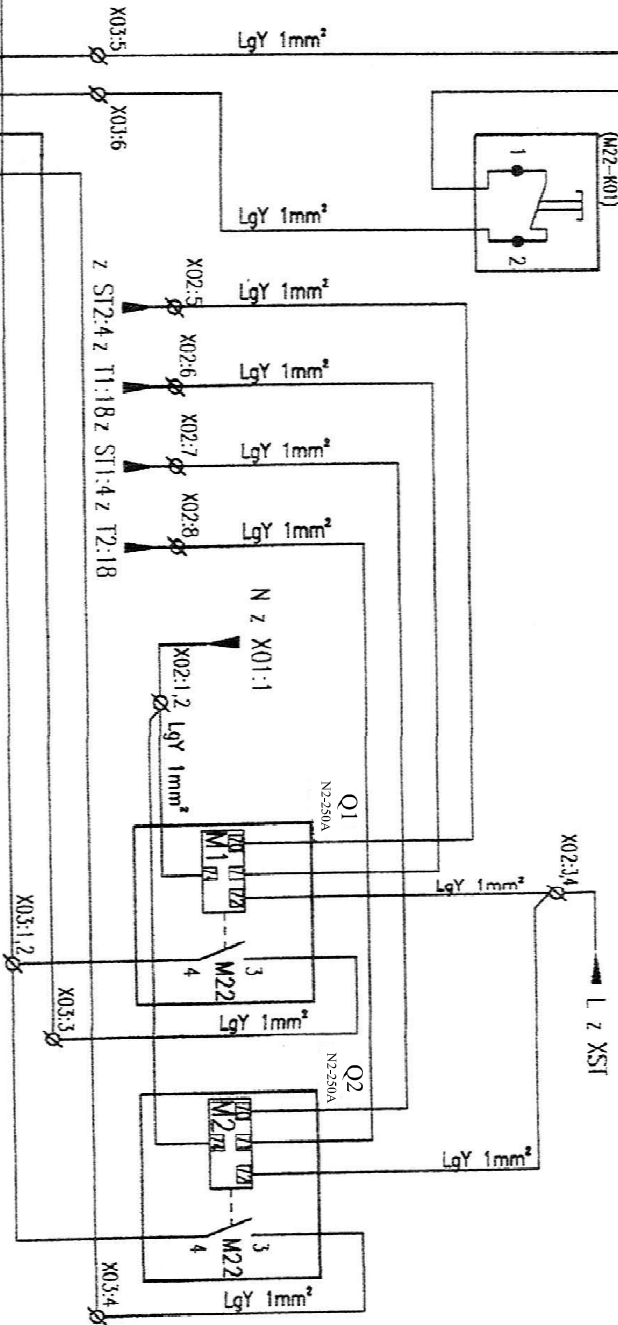 X03:5
LgY 1mm²
X03:6
(M22-K01)
1
2
LgY 1mm²
X02:5
LgY 1mm²
X02:6
LgY 1mm²
X02:7
LgY 1mm²
X02:8
LgY 1mm²
z ST2:4 z T1:18 z ST1:4 z T2:18
N z X01:1
X02:1,2
LgY 1mm²
Q1
N2-250A
M1
X02:3,4
LgY 1mm²
L z XST
3
4
M22
X03:1,2
X03:3
LgY 1mm²
Q2
N2-250A
M2
LgY 1mm²
3
4
M22
X03:4
LgY 1mm²